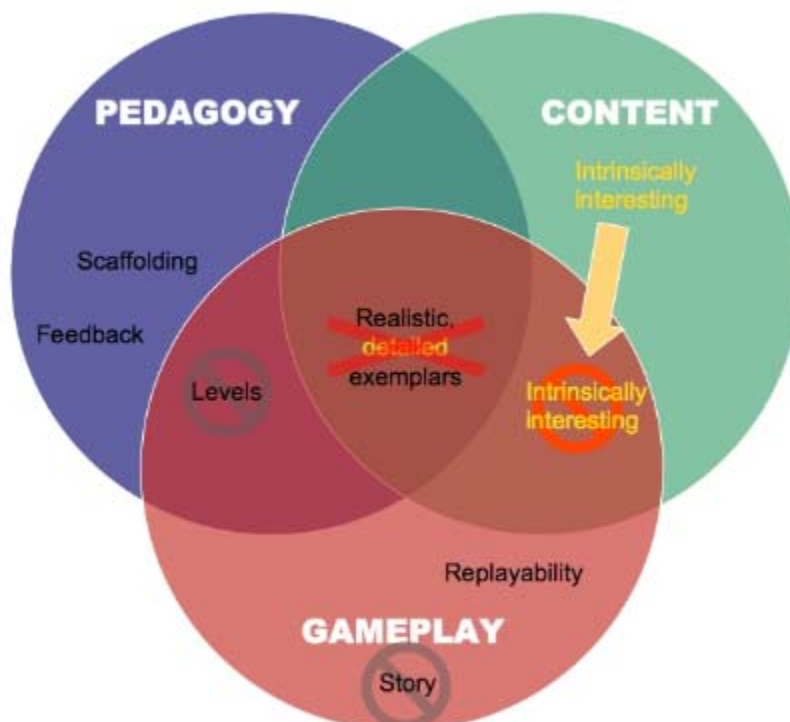 PEDAGOGY
CONTENT
Intrinsically
interesting
Scaffolding
Feedback
Realistic,
detailed
exemplars
Levels
Intrinsically
interesting
Replayability
GAMEPLAY
Story